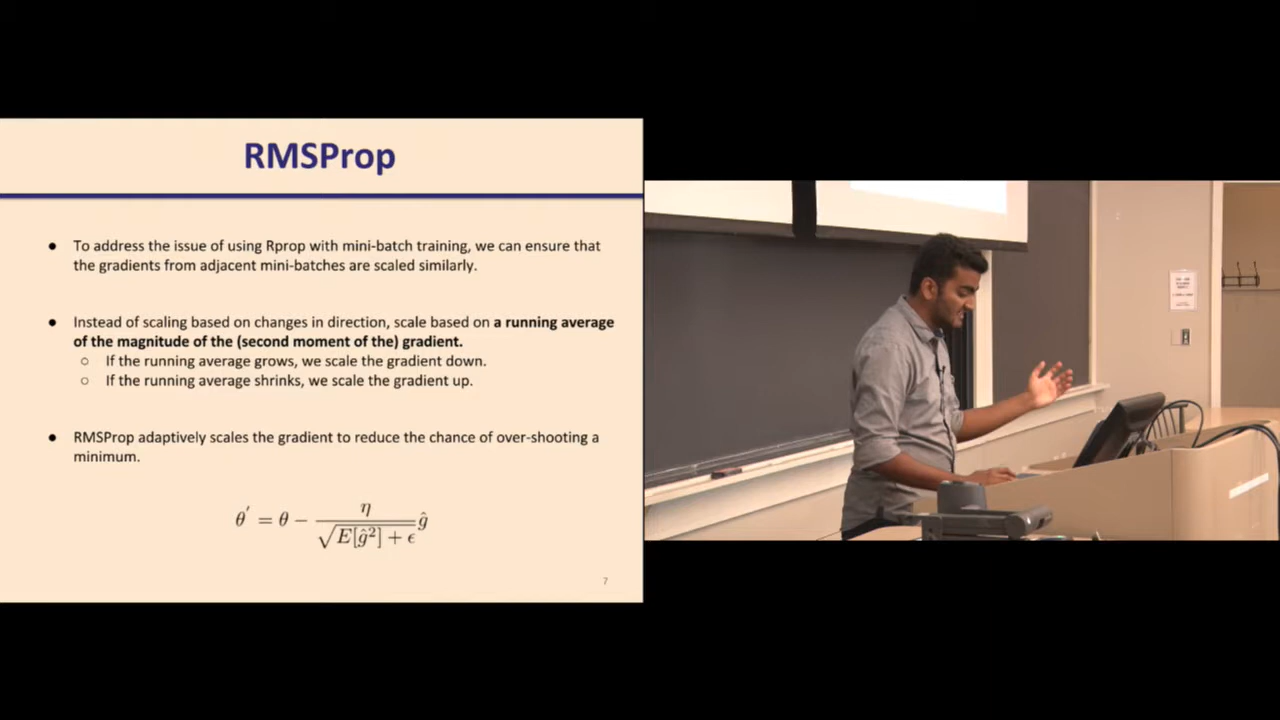 RMSProp
● To address the issue of using Rprop with mini-batch training, we can ensure that
the gradients from adjacent mini-batches are scaled similarly.
● Instead of scaling based on changes in direction, scale based on a running average
of the magnitude of the (second moment of the) gradient.
○ If the running average grows, we scale the gradient down.
○ If the running average shrinks, we scale the gradient up.
● RMSProp adaptively scales the gradient to reduce the chance of over-shooting a
minimum.
θ′ = θ − η / √(E[ĝ²] + ϵ) ĝ
7